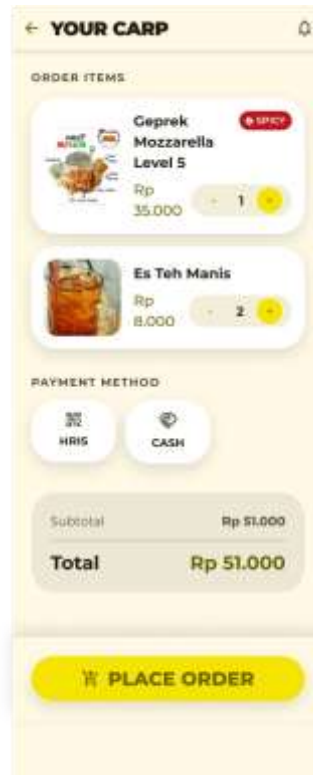 ← YOUR CARP
ORDER ITEMS
Geprek
Mozzarella
Level 5
SPICY
Rp
35.000
- 1 +
Es Teh Manis
Rp
8.000
- 2 +
PAYMENT METHOD
HRIS
CASH
Subtotal Rp 51.000
Total Rp 51.000
PLACE ORDER